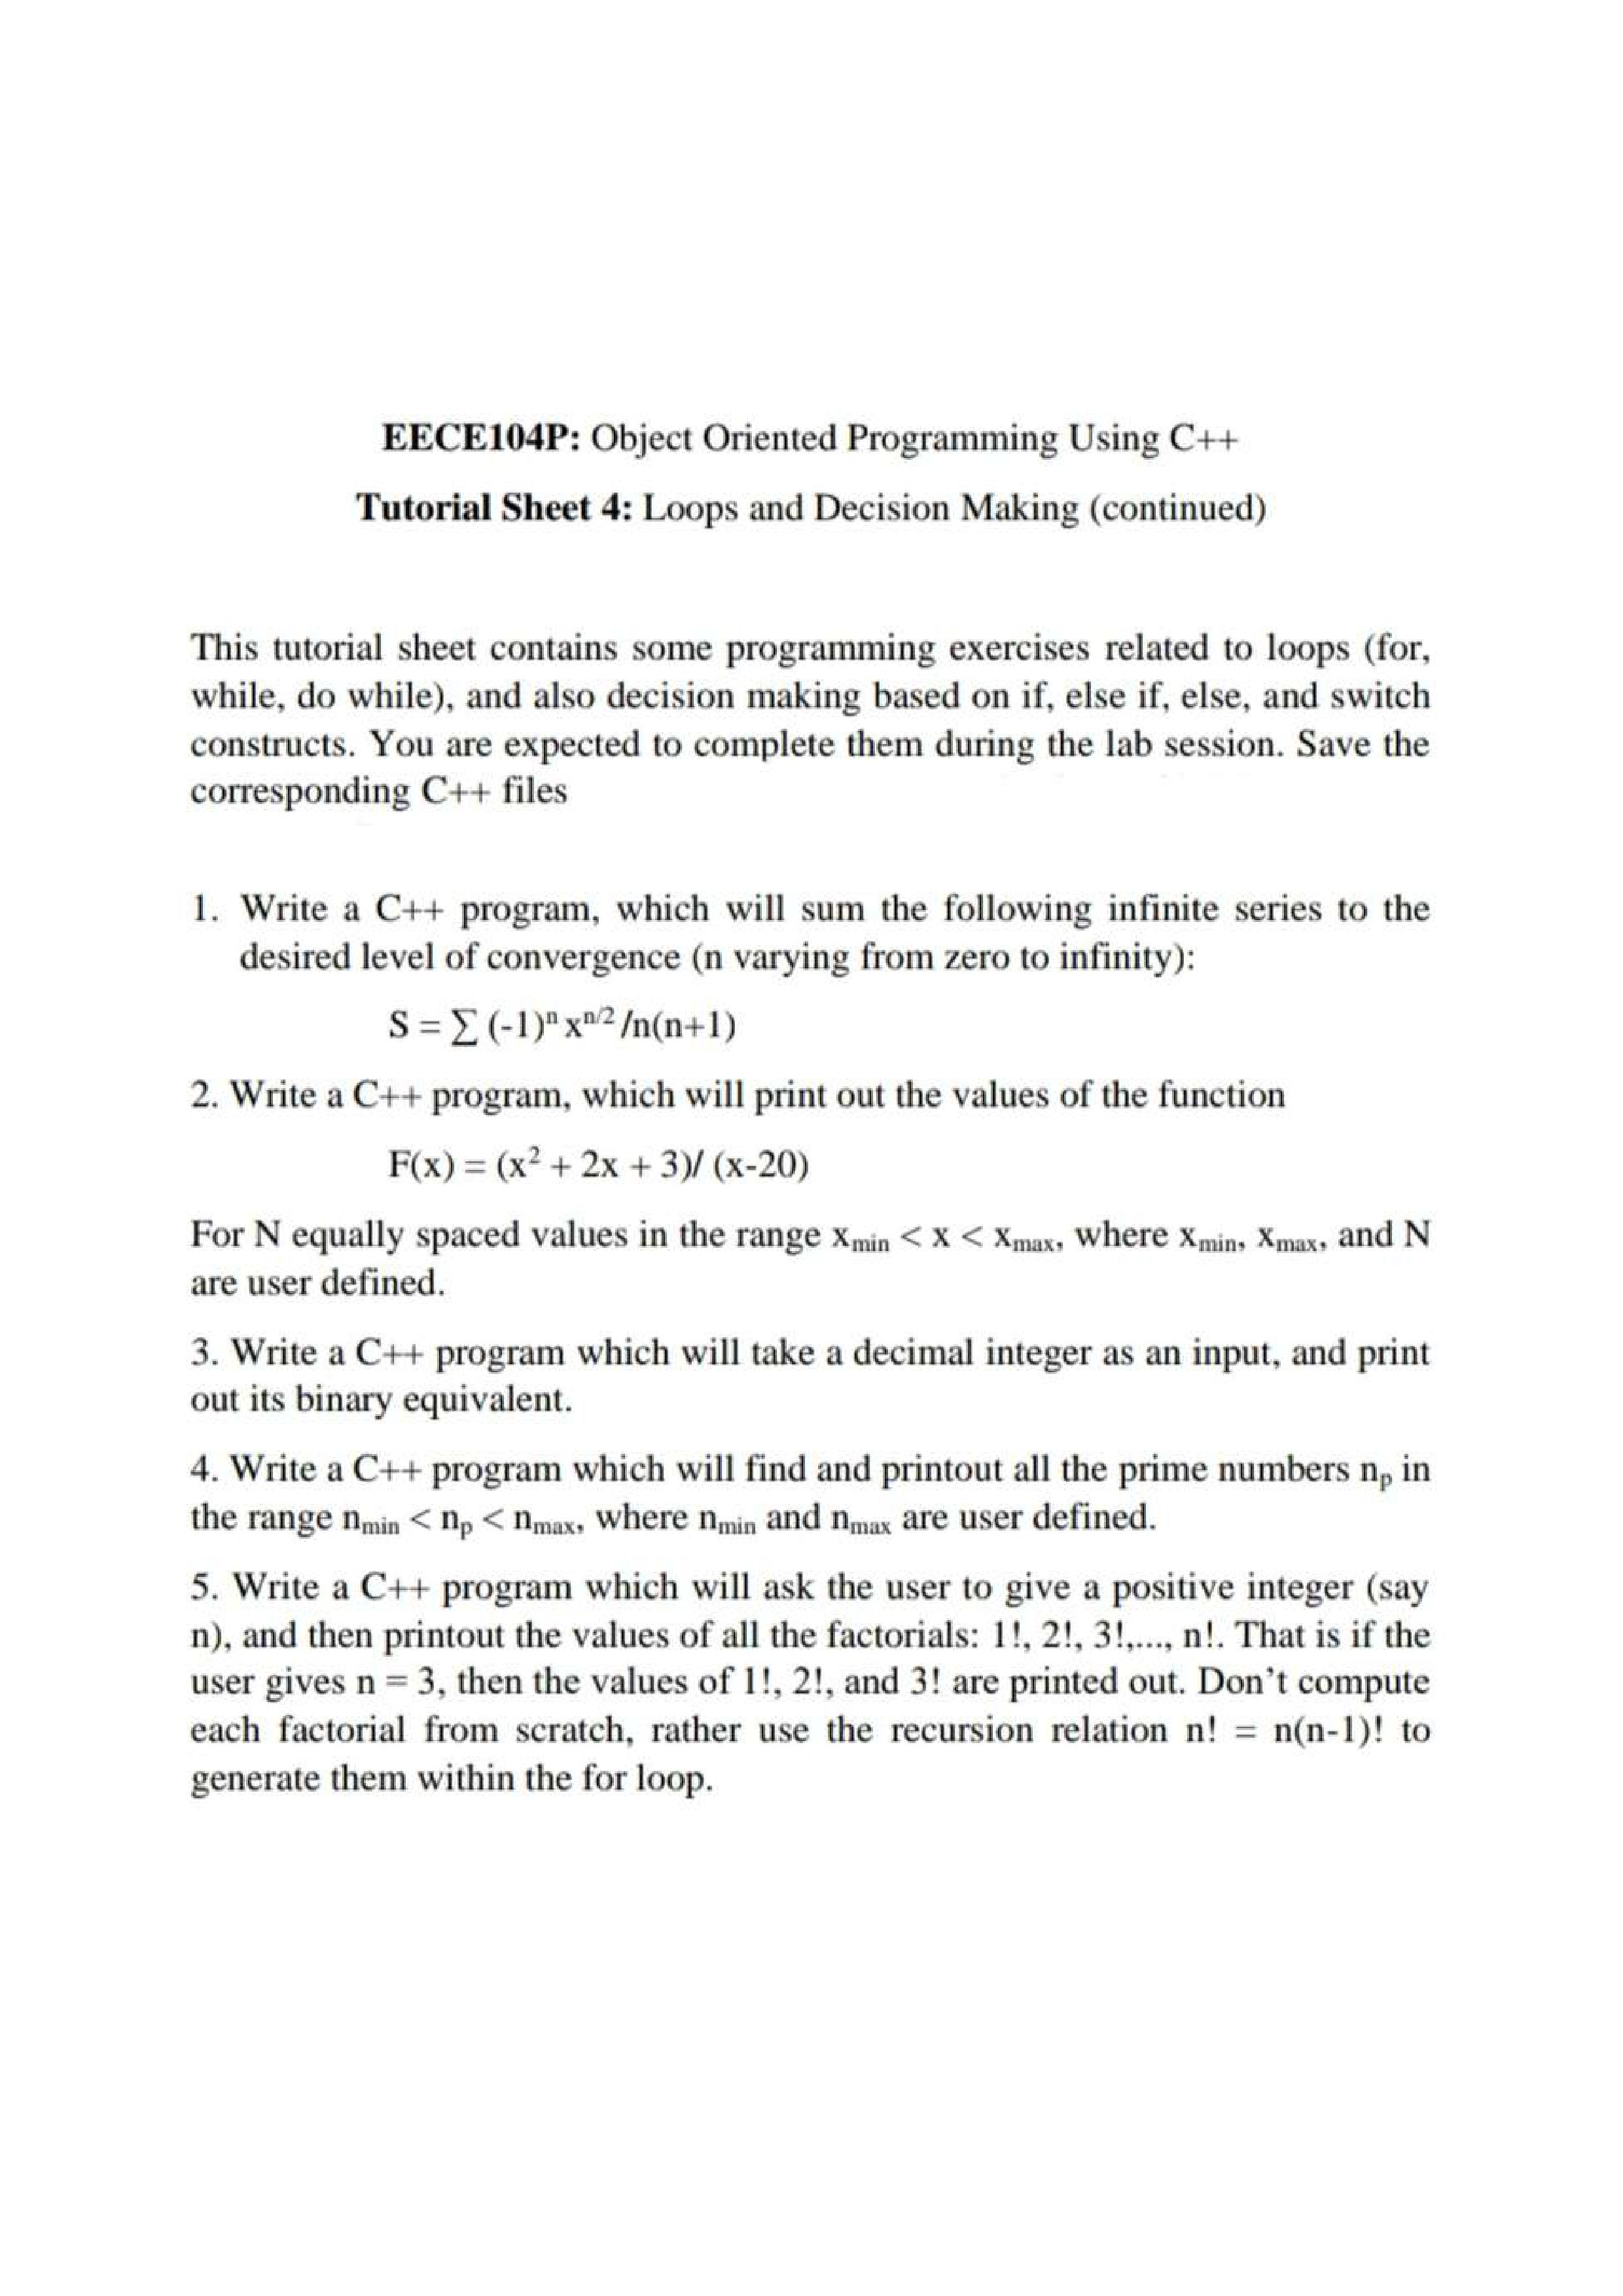 EECE104P: Object Oriented Programming Using C++
Tutorial Sheet 4: Loops and Decision Making (continued)
This tutorial sheet contains some programming exercises related to loops (for,
while, do while), and also decision making based on if, else if, else, and switch
constructs. You are expected to complete them during the lab session. Save the
corresponding C++ files
1. Write a C++ program, which will sum the following infinite series to the
desired level of convergence (n varying from zero to infinity):
S = ∑ (-1)ⁿ x^{n/2} /n(n+1)
2. Write a C++ program, which will print out the values of the function
F(x) = (x² + 2x + 3)/ (x-20)
For N equally spaced values in the range x_{min} < x < x_{max}, where x_{min}, x_{max}, and N
are user defined.
3. Write a C++ program which will take a decimal integer as an input, and print
out its binary equivalent.
4. Write a C++ program which will find and printout all the prime numbers n_{p} in
the range n_{min} < n_{p} < n_{max}, where n_{min} and n_{max} are user defined.
5. Write a C++ program which will ask the user to give a positive integer (say
n), and then printout the values of all the factorials: 1!, 2!, 3!,..., n!. That is if the
user gives n = 3, then the values of 1!, 2!, and 3! are printed out. Don't compute
each factorial from scratch, rather use the recursion relation n! = n(n-1)! to
generate them within the for loop.